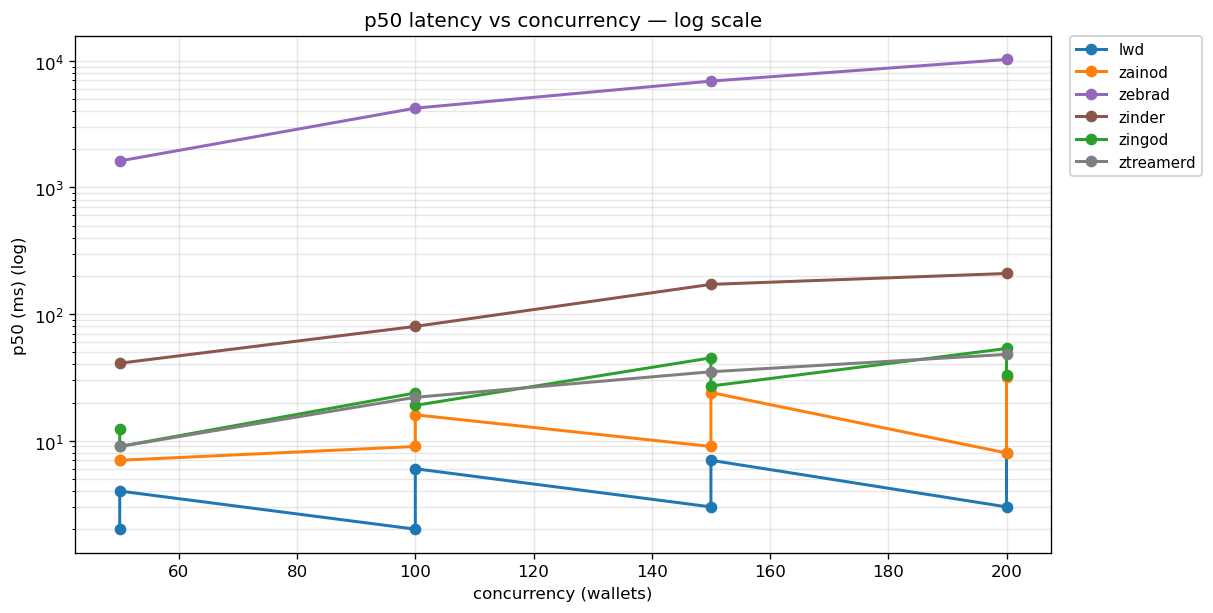 p50 latency vs concurrency — log scale
p50 (ms) (log)
10⁴
10³
10²
10¹
60 80 100 120 140 160 180 200
concurrency (wallets)
lwd
zainod
zebrad
zinder
zingod
ztreamerd